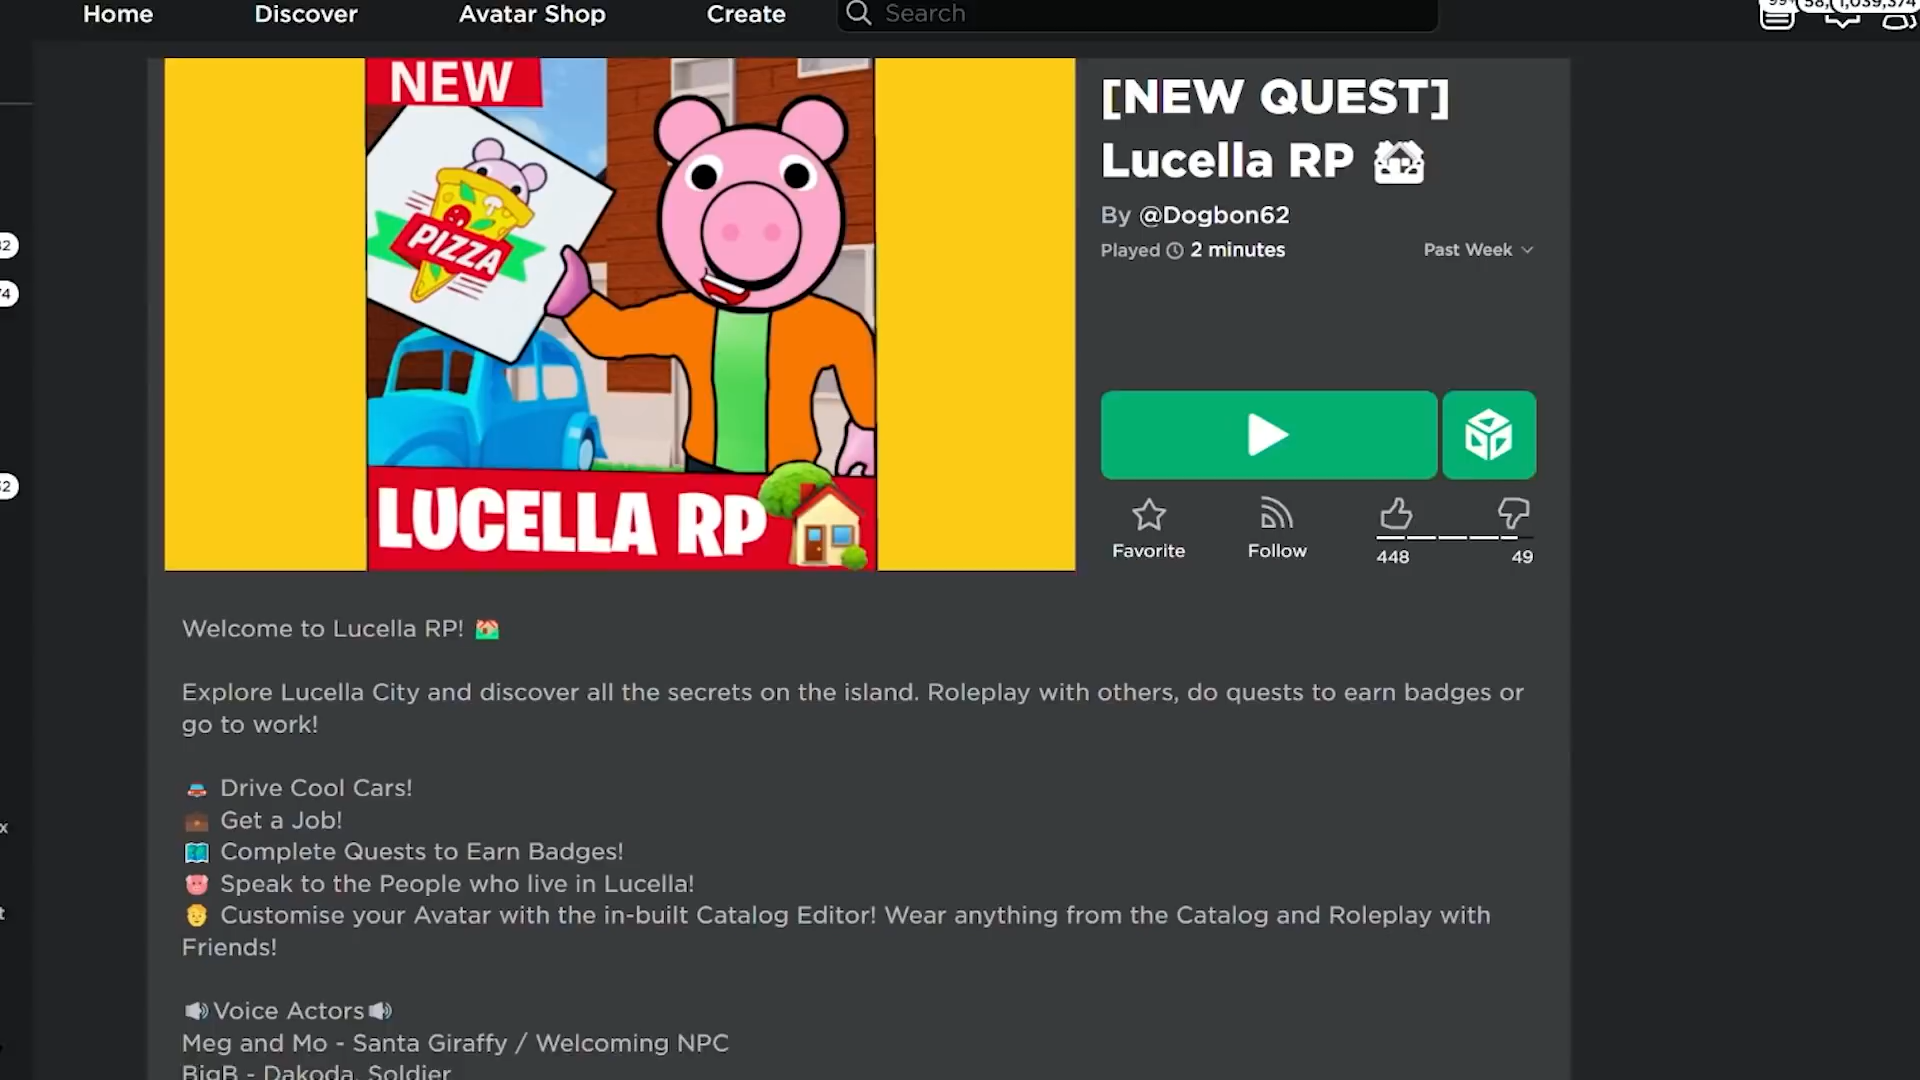 Home Discover Avatar Shop Create Search
NEW
PIZZA
LUCELLA RP
[NEW QUEST]
Lucella RP
By @Dogbon62
Played 2 minutes Past Week
Favorite Follow 448 49
Welcome to Lucella RP!
Explore Lucella City and discover all the secrets on the island. Roleplay with others, do quests to earn badges or
go to work!
Drive Cool Cars!
Get a Job!
Complete Quests to Earn Badges!
Speak to the People who live in Lucella!
Customise your Avatar with the in-built Catalog Editor! Wear anything from the Catalog and Roleplay with
Friends!
Voice Actors
Meg and Mo - Santa Giraffy / Welcoming NPC
BigB - Dakoda, Soldier